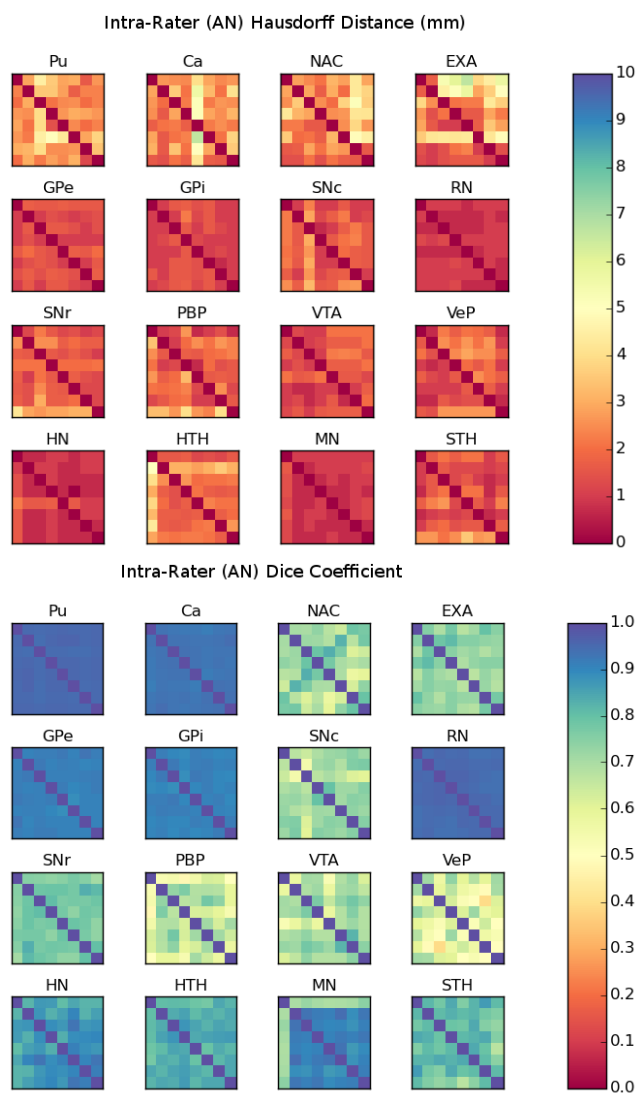 Intra-Rater (AN) Hausdorff Distance (mm)
Pu Ca NAC EXA
GPe GPi SNc RN
SNr PBP VTA VeP
HN HTH MN STH
10
9
8
7
6
5
4
3
2
1
0
Intra-Rater (AN) Dice Coefficient
Pu Ca NAC EXA
GPe GPi SNc RN
SNr PBP VTA VeP
HN HTH MN STH
1.0
0.9
0.8
0.7
0.6
0.5
0.4
0.3
0.2
0.1
0.0